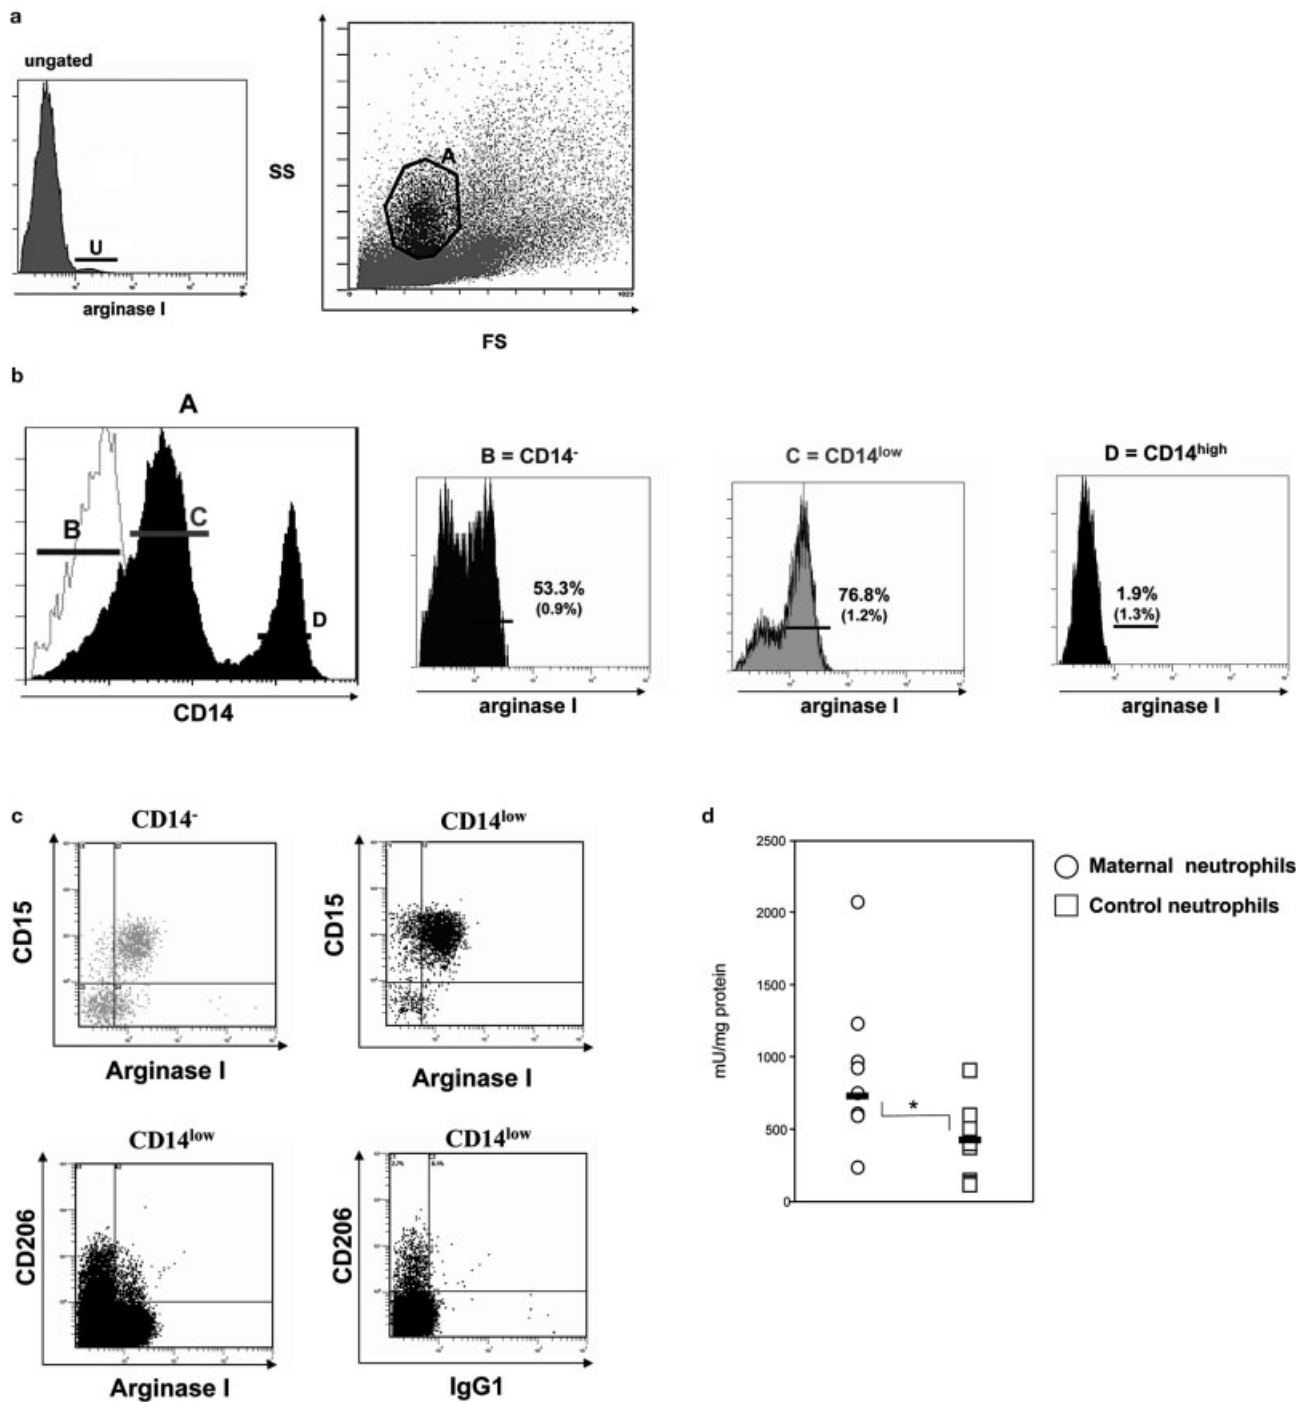 a
ungated
U
arginase I
SS
A
0
1023
FS
b
A
B
C
D
CD14
B = CD14-
53.3%
(0.9%)
arginase I
C = CD14low
76.8%
(1.2%)
arginase I
D = CD14high
1.9%
(1.3%)
arginase I
c
CD14-
CD15
Arginase I
CD14low
CD15
Arginase I
CD14low
CD206
Arginase I
CD14low
CD206
IgG1
d
2500
2000
1500
1000
500
0
mU/mg protein
*
Maternal neutrophils
Control neutrophils